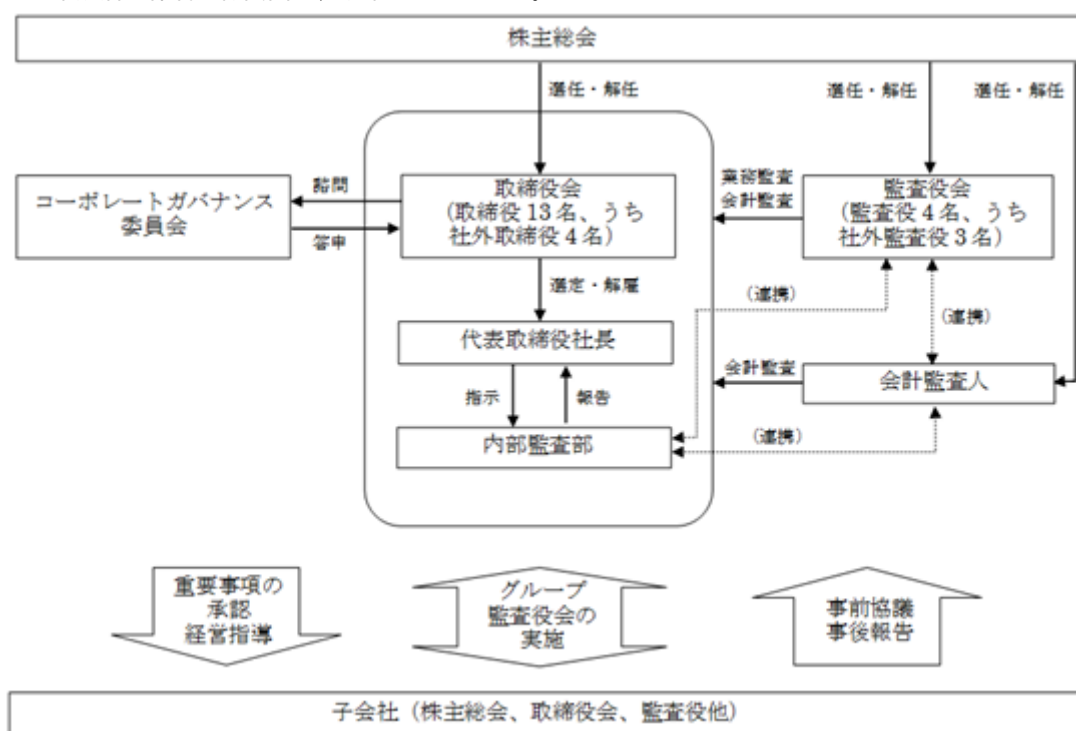 株主総会
選任・解任
選任・解任
選任・解任
コーポレートガバナンス
委員会
諮問
答申
取締役会
(取締役 13 名、うち
社外取締役 4 名)
業務監査
会計監査
監査役会
(監査役 4 名、うち
社外監査役 3 名)
選定・解雇
(連携)
(連携)
代表取締役社長
会計監査
会計監査人
指示
報告
(連携)
内部監査部
重要事項の
承認
経営指導
グループ
監査役会の
実施
事前協議
事後報告
子会社（株主総会、取締役会、監査役他）